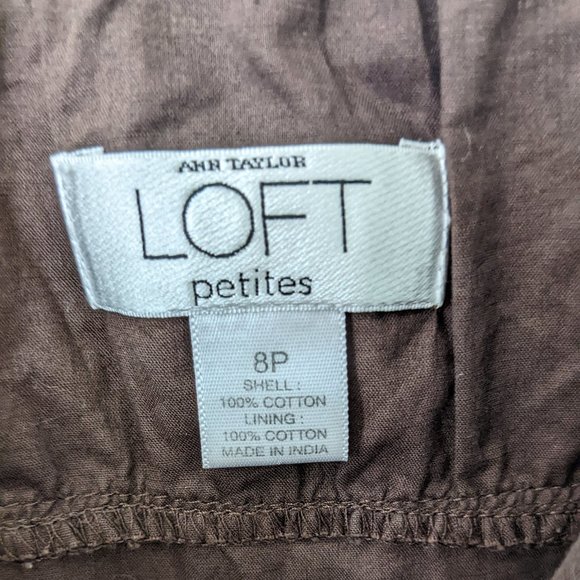 ANN TAYLOR
LOFT
petites
8P
SHELL :
100% COTTON
LINING :
100% COTTON
MADE IN INDIA